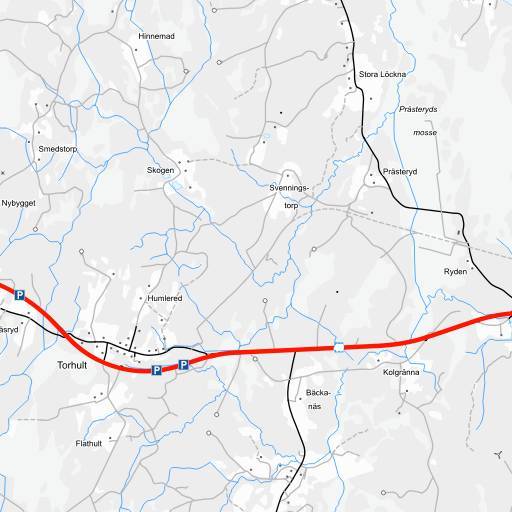 Hinnemad
Stora Löckna
Prästeryds
mosse
Smedstorp
Skogen
Prästeryd
Svennings-
torp
Nybygget
Ryden
P
Humlered
Torhult
P
P
Kolgränna
Bäcka-
näs
Flathult